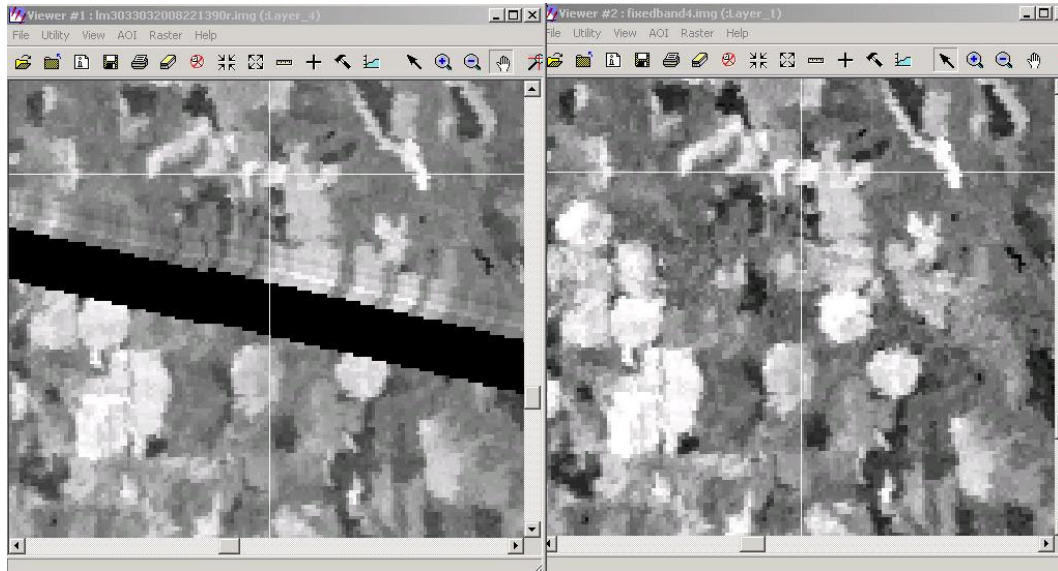 Viewer #1 : lm3033032008221390r.img (:Layer_4)
File Utility View AOI Raster Help
Viewer #2 : fixedband4.img (:Layer_1)
File Utility View AOI Raster Help